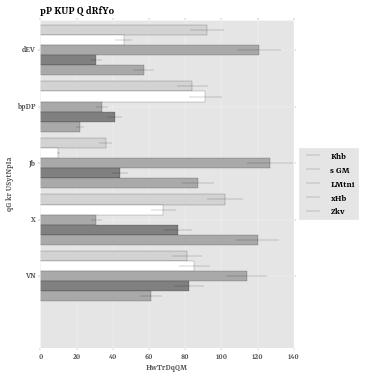 pP KUP Q dRfYo
dEV
bpDP
Jb
X
VN
qG kr USytNpla
0 20 40 60 80 100 120 140
HwTrDqQM
Khb
s GM
LMtni
xHb
Zkv